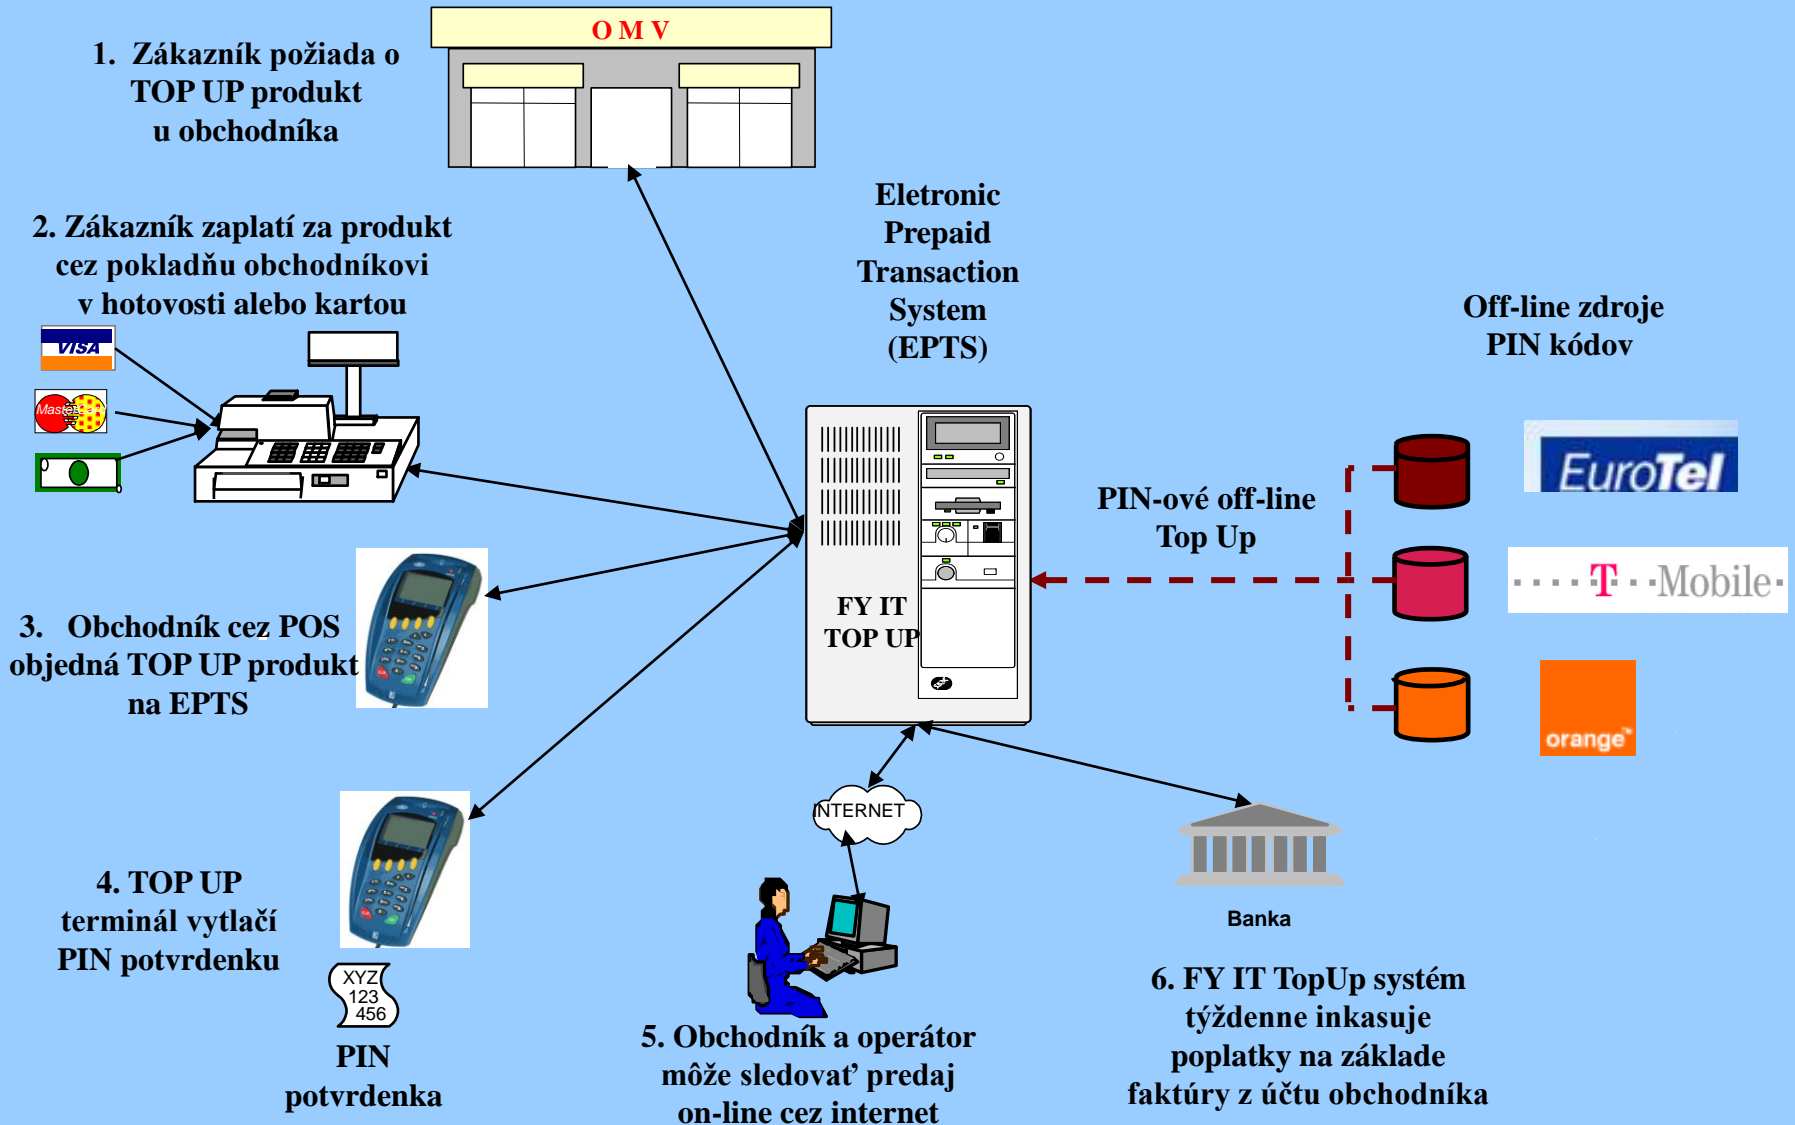 O M V
1. Zákazník požiada o
TOP UP produkt
u obchodníka
2. Zákazník zaplatí za produkt
cez pokladňu obchodníkovi
v hotovosti alebo kartou
VISA
MasterCard
Eletronic
Prepaid
Transaction
System
(EPTS)
Off-line zdroje
PIN kódov
EuroTel
PIN-ové off-line
Top Up
T Mobile
orange™
FY IT
TOP UP
3. Obchodník cez POS
objedná TOP UP produkt
na EPTS
4. TOP UP
terminál vytlačí
PIN potvrdenku
XYZ
123
456
PIN
potvrdenka
INTERNET
5. Obchodník a operátor
môže sledovať predaj
on-line cez internet
Banka
6. FY IT TopUp systém
týždenne inkasuje
poplatky na základe
faktúry z účtu obchodníka